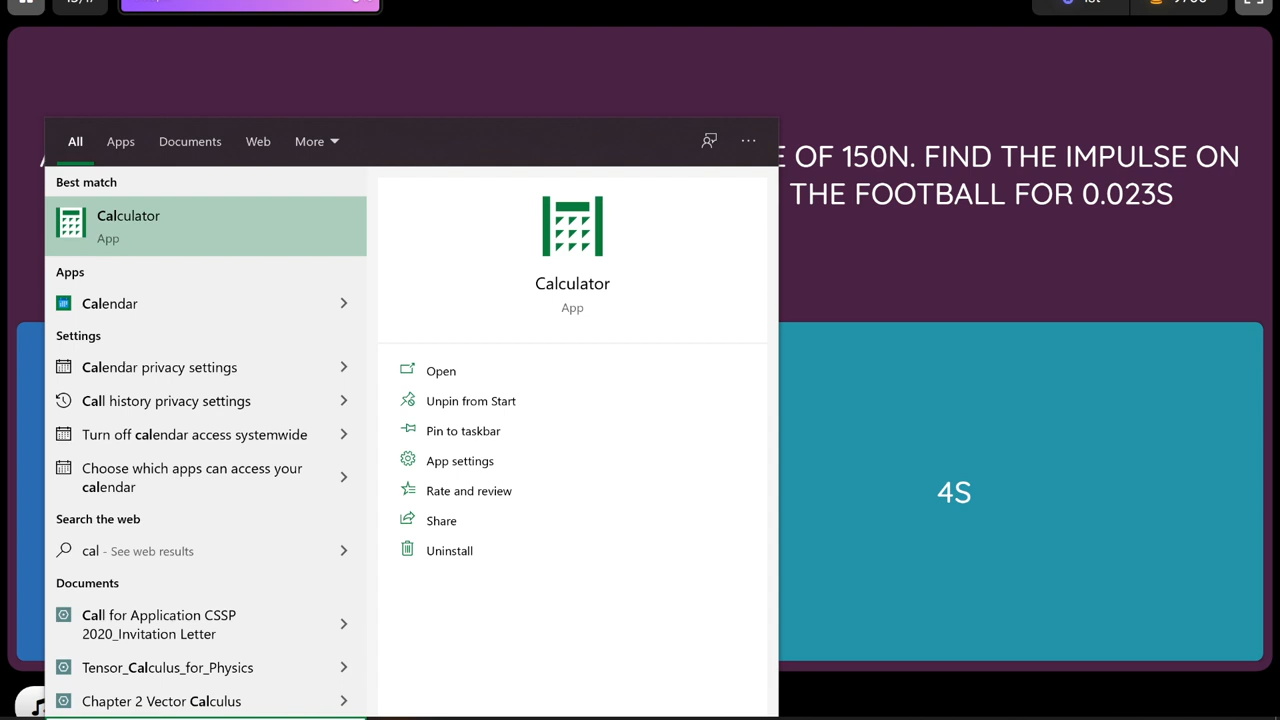 All Apps Documents Web More
E OF 150N. FIND THE IMPULSE ON
THE FOOTBALL FOR 0.023S
Best match
Calculator
App
Apps
Calendar
Settings
Calendar privacy settings
Call history privacy settings
Turn off calendar access systemwide
Choose which apps can access your
calendar
Search the web
cal - See web results
Documents
Call for Application CSSP
2020_Invitation Letter
Tensor_Calculus_for_Physics
Chapter 2 Vector Calculus
Calculator
App
Open
Unpin from Start
Pin to taskbar
App settings
Rate and review
Share
Uninstall
4S